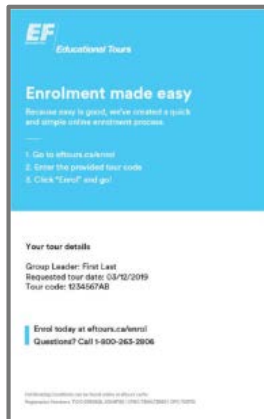 EF
Educational Tours
Enrolment made easy
Because easy is good, we've created a quick
and simple online enrolment process.
1. Go to eftours.ca/enrol
2. Enter the provided tour code
3. Click "Enrol" and go!
Your tour details
Group Leader: First Last
Requested tour date: 03/12/2019
Tour code: 1234567AB
Enrol today at eftours.ca/enrol
Questions? Call 1-800-263-2806